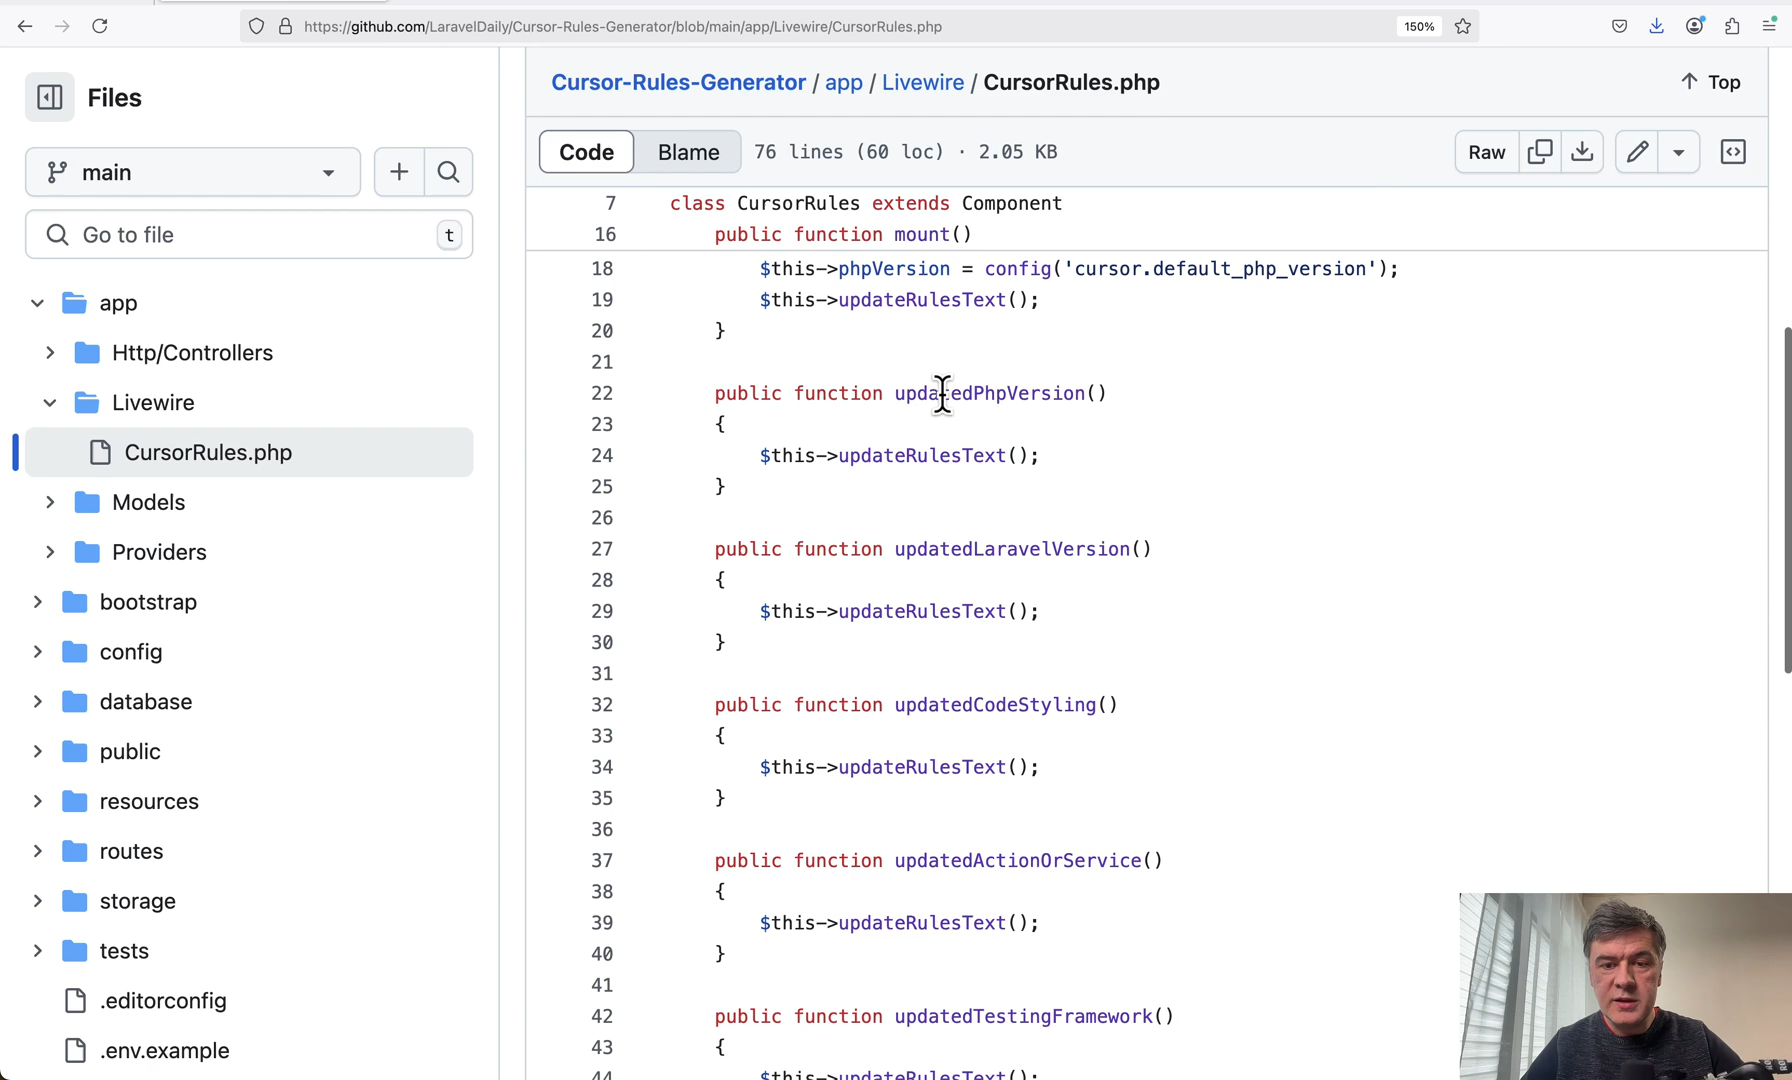 https://github.com/LaravelDaily/Cursor-Rules-Generator/blob/main/app/Livewire/CursorRules.php
150%
Files
main
Go to file
t
app
Http/Controllers
Livewire
CursorRules.php
Models
Providers
bootstrap
config
database
public
resources
routes
storage
tests
.editorconfig
.env.example
Cursor-Rules-Generator / app / Livewire / CursorRules.php
Top
Code Blame 76 lines (60 loc) · 2.05 KB
Raw
7 class CursorRules extends Component
16 public function mount()
18 $this->phpVersion = config('cursor.default_php_version');
19 $this->updateRulesText();
20 }
21
22 public function updatedPhpVersion()
23 {
24 $this->updateRulesText();
25 }
26
27 public function updatedLaravelVersion()
28 {
29 $this->updateRulesText();
30 }
31
32 public function updatedCodeStyling()
33 {
34 $this->updateRulesText();
35 }
36
37 public function updatedActionOrService()
38 {
39 $this->updateRulesText();
40 }
41
42 public function updatedTestingFramework()
43 {
44 $this->updateRulesText();